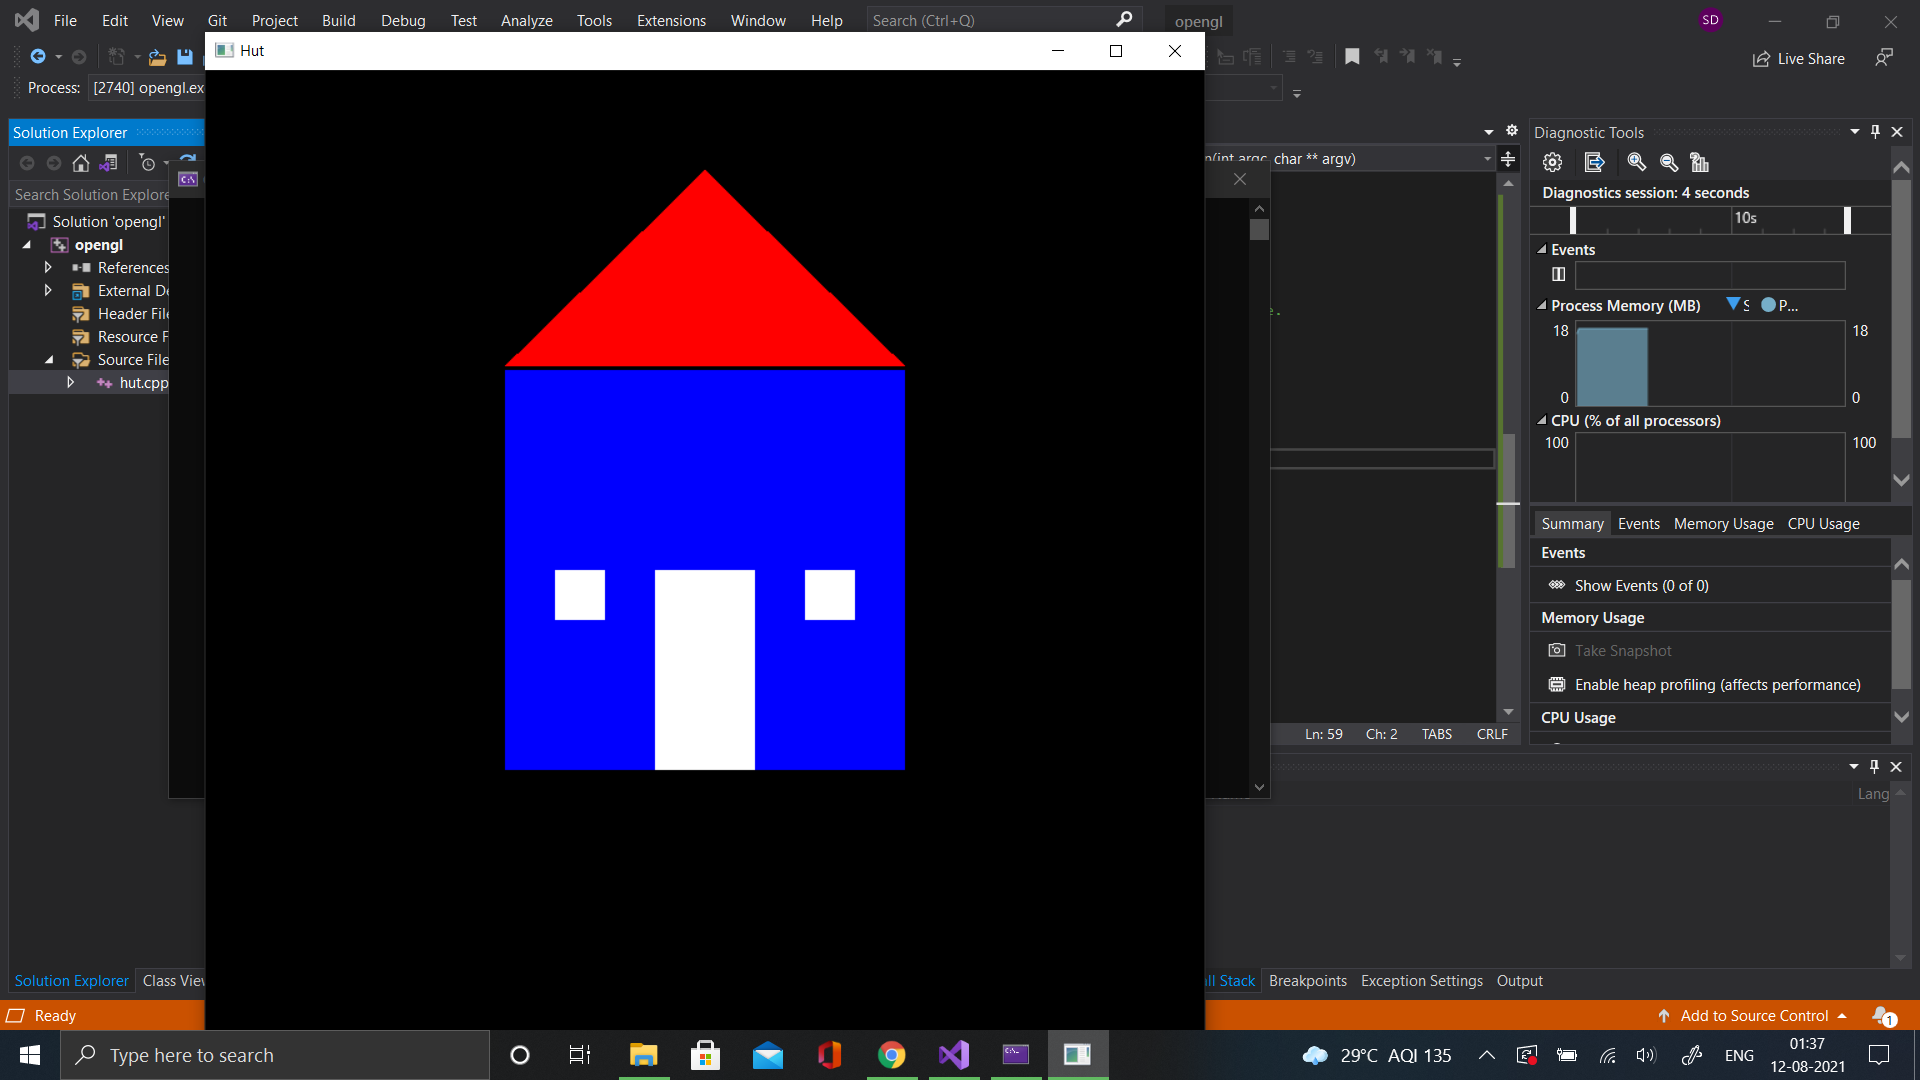 File Edit View Git Project Build Debug Test Analyze Tools Extensions Window Help Search (Ctrl+Q) opengl SD
Hut
Live Share
Process: [2740] opengl.ex
Solution Explorer
Search Solution Explore
Solution 'opengl'
opengl
References
External De
Header File
Resource F
Source File
hut.cpp
n(int argc, char ** argv)
e.
Ln: 59 Ch: 2 TABS CRLF
Diagnostic Tools
Diagnostics session: 4 seconds
10s
Events
Process Memory (MB) S P...
18 18
0 0
CPU (% of all processors)
100 100
Summary Events Memory Usage CPU Usage
Events
Show Events (0 of 0)
Memory Usage
Take Snapshot
Enable heap profiling (affects performance)
CPU Usage
Lang
Solution Explorer Class View
all Stack Breakpoints Exception Settings Output
Ready
Add to Source Control 1
Type here to search
29°C AQI 135
ENG
01:37
12-08-2021